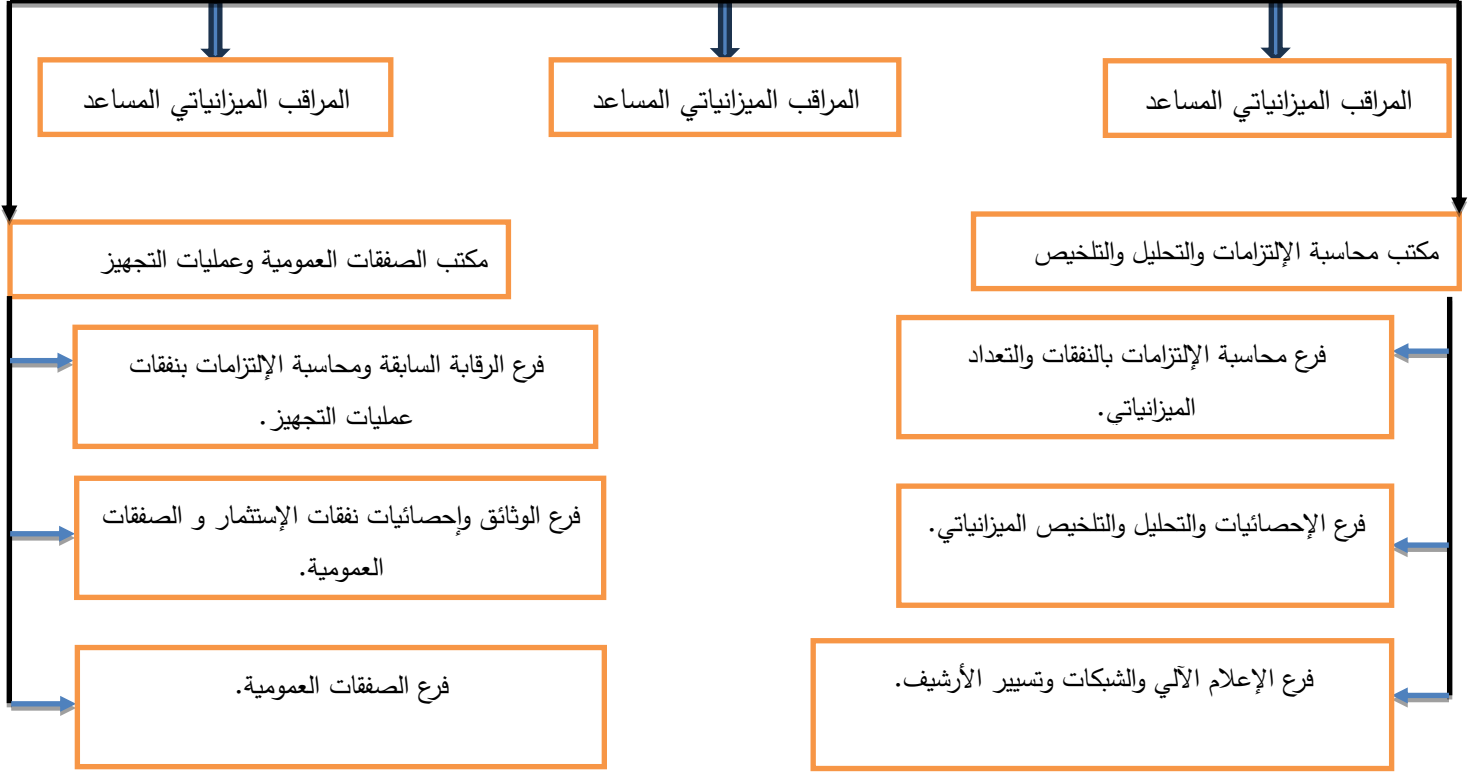 المراقب الميزانياتي المساعد
المراقب الميزانياتي المساعد
المراقب الميزانياتي المساعد
مكتب محاسبة الإلتزامات والتحليل والتلخيص
فرع محاسبة الإلتزامات بالنفقات والتعداد
الميزانياتي.
فرع الإحصائيات والتحليل والتلخيص الميزانياتي.
فرع الإعلام الآلي والشبكات وتسيير الأرشيف.
مكتب الصفقات العمومية وعمليات التجهيز
فرع الرقابة السابقة ومحاسبة الإلتزامات بنفقات
عمليات التجهيز.
فرع الوثائق وإحصائيات نفقات الإستثمار و الصفقات
العمومية.
فرع الصفقات العمومية.